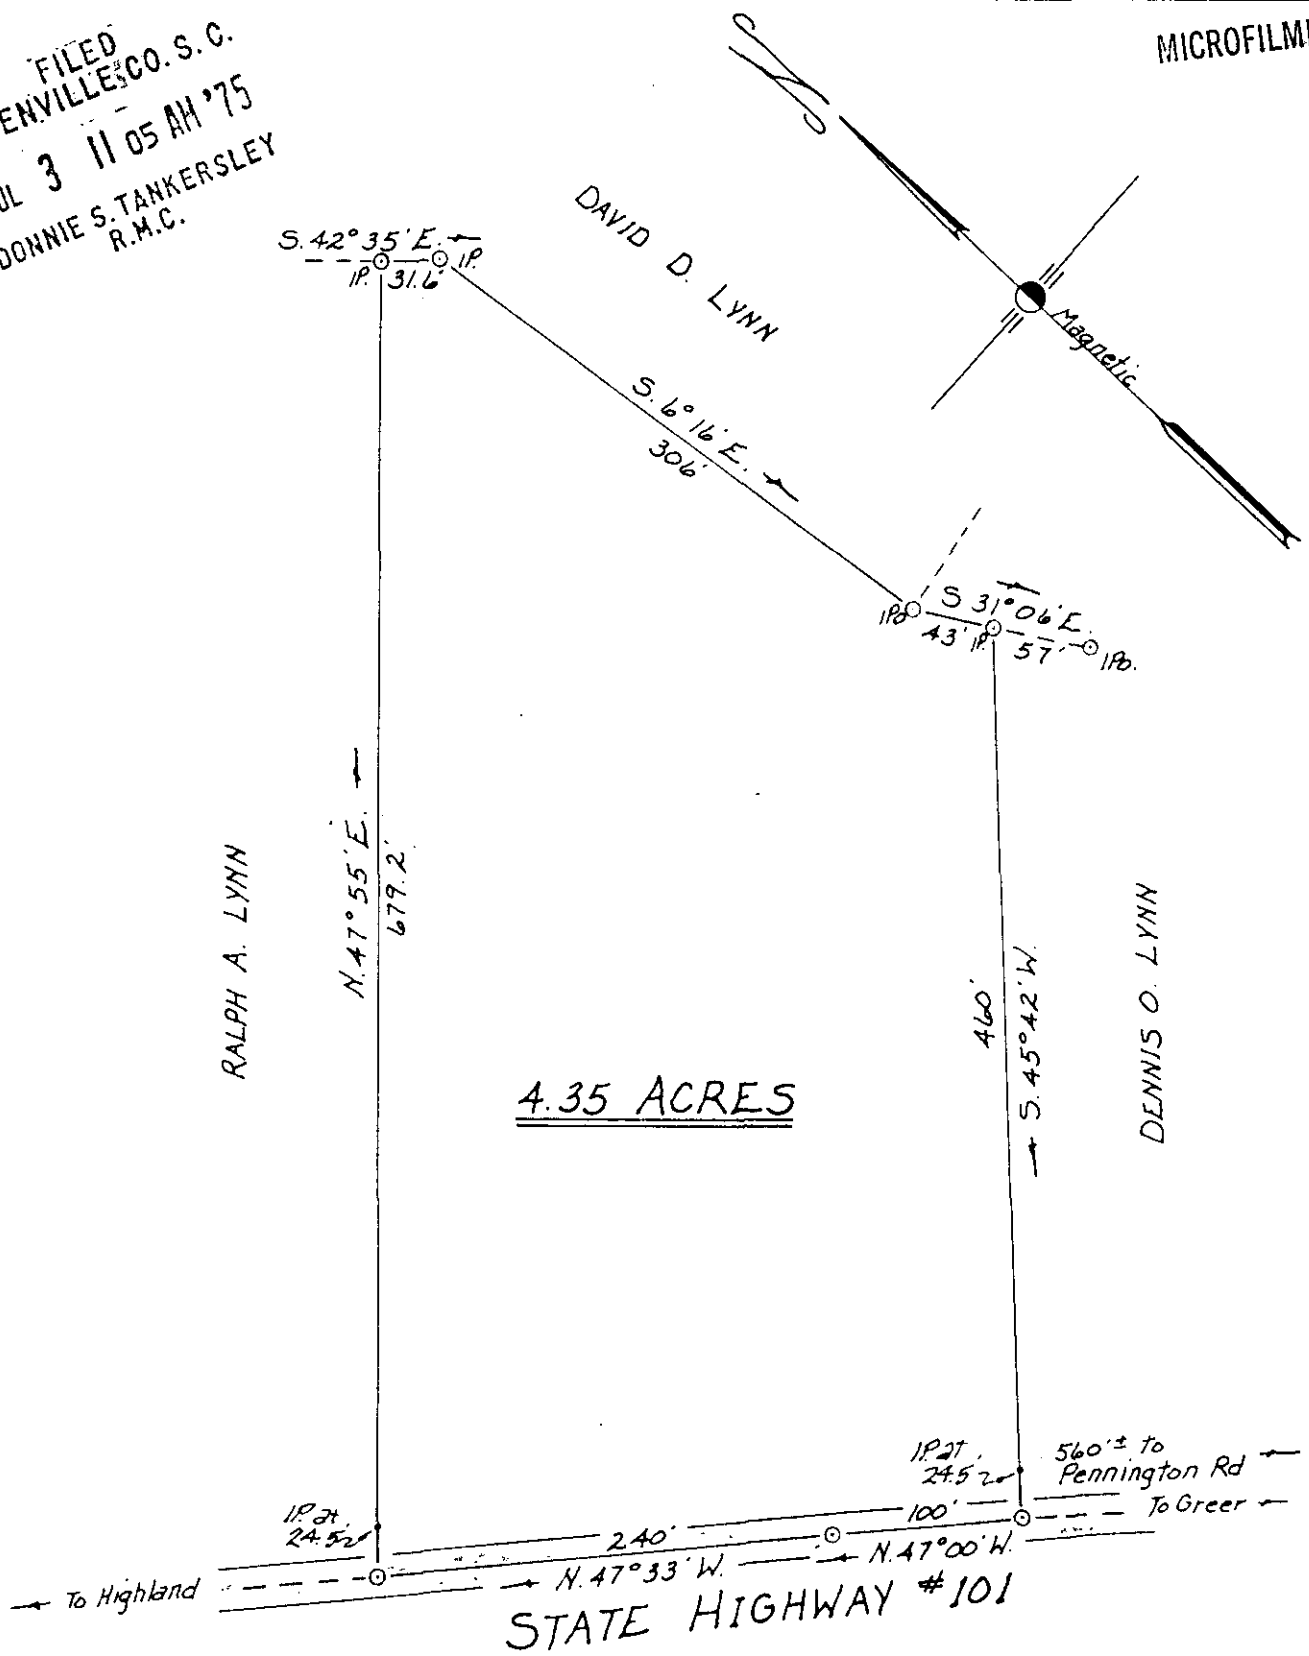 FILED
ENVILLE CO. S. C.
UL 3 11 05 AM '75
DONNIE S. TANKERSLEY
R.M.C.
MICROFILM
S. 42° 35' E.
I.P. 31.6' I.P.
DAVID D. LYNN
Magnetic
S. 6° 16' E.
306'
I.P.O. S 31° 06' E.
43' I.P. 57' I.P.O.
N. 47° 55' E.
679.2'
RALPH A. LYNN
460'
S. 45° 42' W.
DENNIS O. LYNN
4.35 ACRES
I.P. at
24.5'
560'± to
Pennington Rd
To Greer
I.P. at
24.5'
240'
100'
N. 47° 33' W.
N. 47° 00' W.
To Highland
STATE HIGHWAY #101